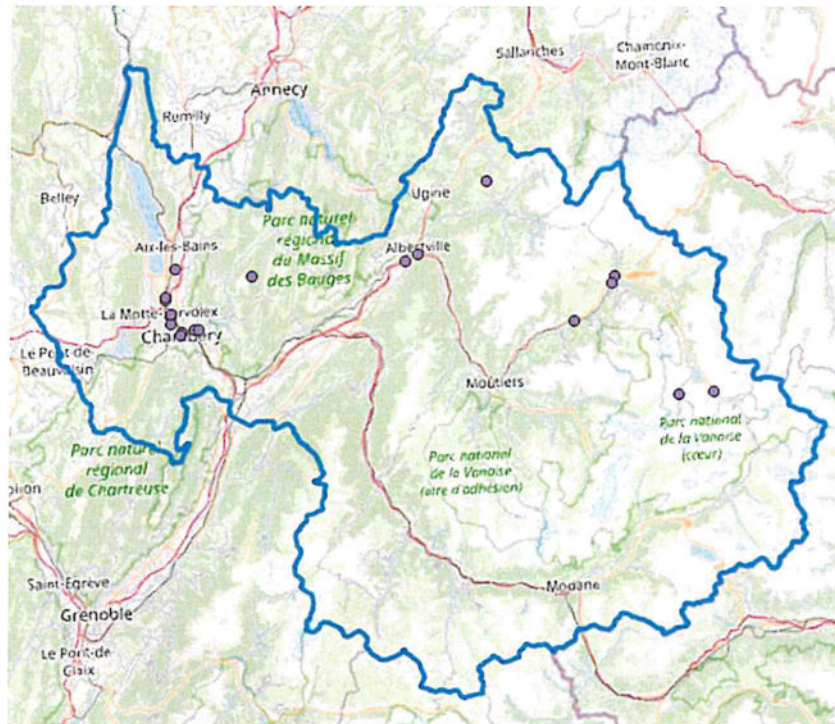 Sallanches
Chamonix-
Mont-Blanc
Annecy
Rumilly
Belley
Ugine
Parc naturel
régional
du Massif
des Bauges
Aix-les-Bains
Albertville
La Motte-Servolex
Chambéry
Le Pont-de-
Beauvoisin
Moûtiers
Parc national
de la Vanoise
(cœur)
Parc national
de la Vanoise
(aire d'adhésion)
Parc naturel
régional
de Chartreuse
Saint-Égrève
Modane
Grenoble
Le Pont-de-
Claix